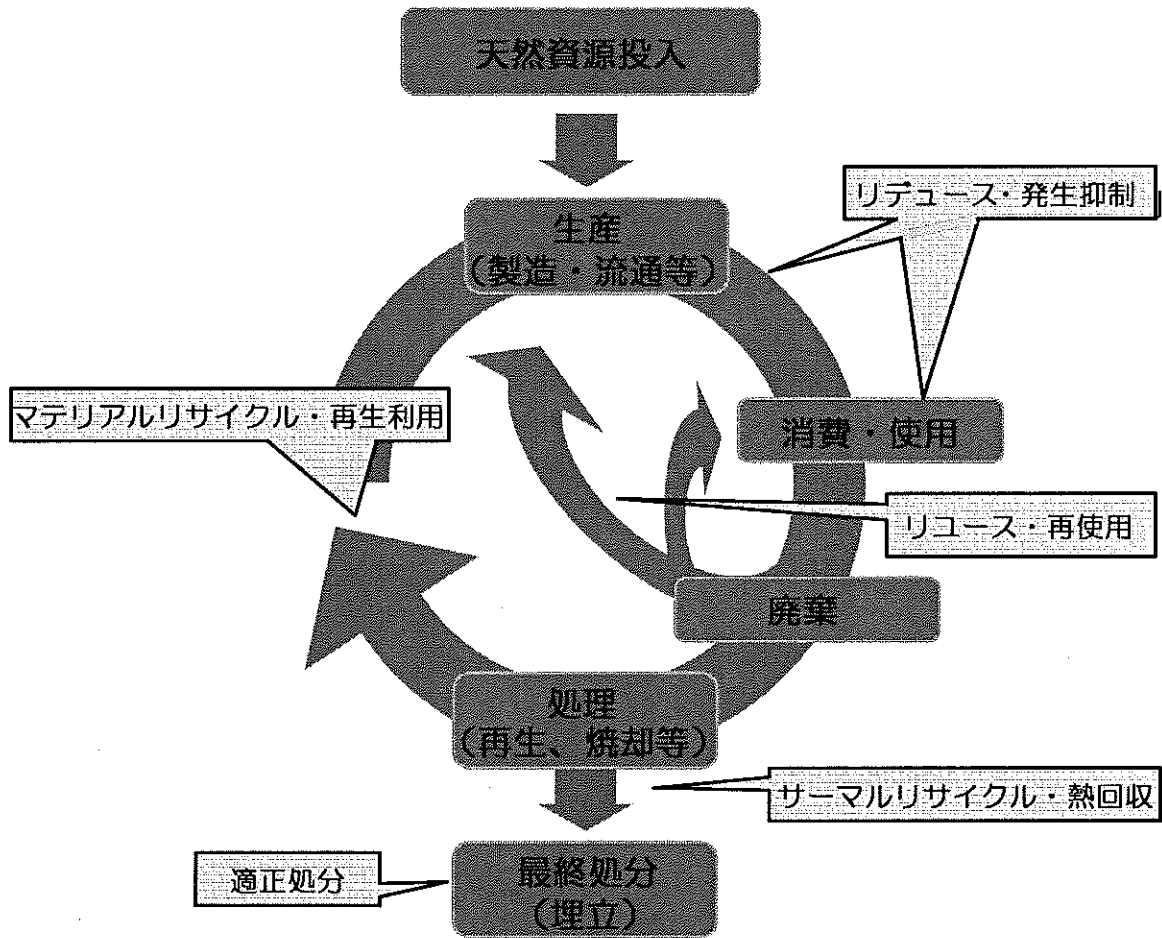 天然資源投入
リデュース・発生抑制
生産
(製造・流通等)
マテリアルリサイクル・再生利用
消費・使用
リユース・再使用
廃棄
処理
(再生、焼却等)
サーマルリサイクル・熱回収
適正処分
最終処分
(埋立)